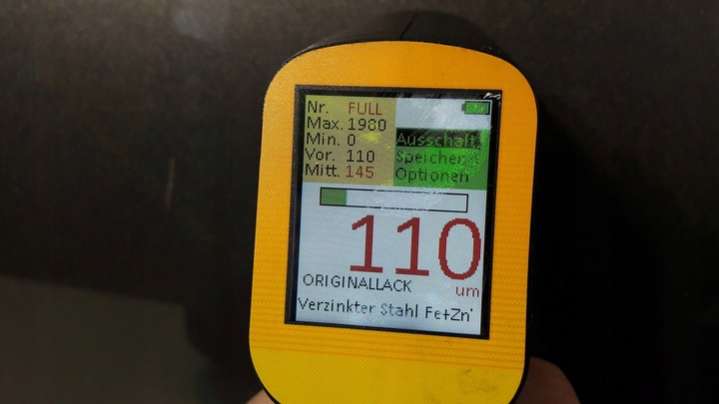 Nr. FULL
Max. 1980
Min. 0
Vor. 110
Mitt. 145
Ausschalt.
Speichern
Optionen
110
um
ORIGINALLACK
Verzinkter Stahl Fe+Zn